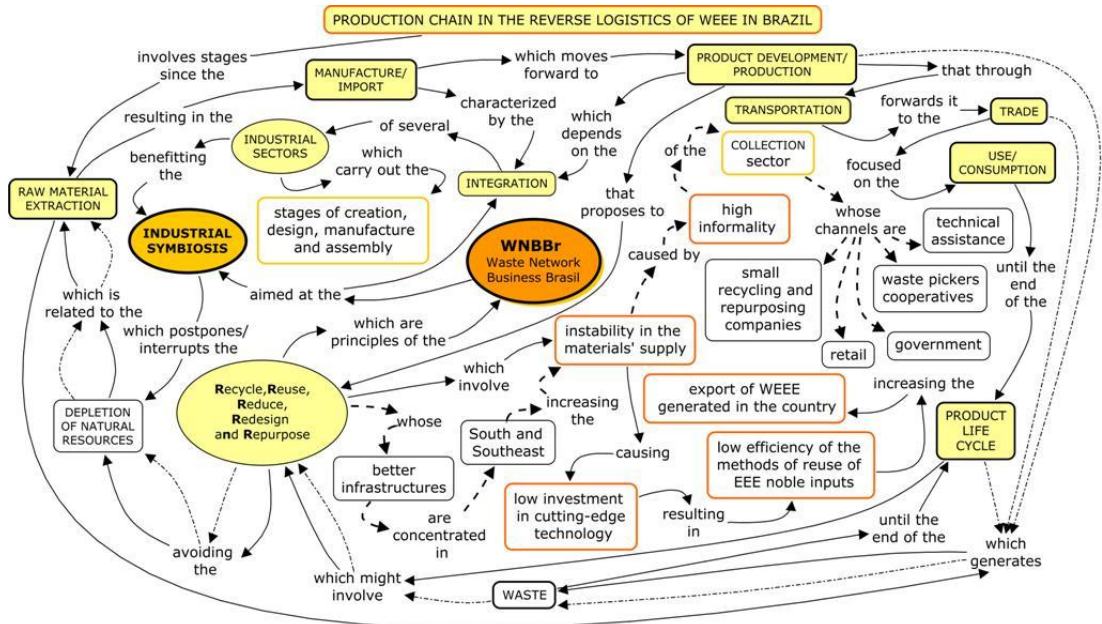 PRODUCTION CHAIN IN THE REVERSE LOGISTICS OF WEEE IN BRAZIL
involves stages
since the
MANUFACTURE/
IMPORT
which moves
forward to
PRODUCT DEVELOPMENT/
PRODUCTION
that through
resulting in the
characterized
by the
TRANSPORTATION
forwards it
to the
TRADE
benefitting
the
INDUSTRIAL
SECTORS
of several
which
carry out the
which
depends
on the
of the
COLLECTION
sector
focused
on the
USE/
CONSUMPTION
RAW MATERIAL
EXTRACTION
INTEGRATION
that
proposes to
INDUSTRIAL
SYMBIOSIS
stages of creation,
design, manufacture
and assembly
high
informality
whose
channels are
technical
assistance
WNBBr
Waste Network
Business Brasil
caused by
small
recycling and
repurposing
companies
waste pickers
cooperatives
until the
end
of the
which is
related to the
aimed at the
which postpones/
interrupts the
which are
principles of the
instability in the
materials' supply
retail
government
which
involve
Recycle,Reuse,
Reduce,
Redesign
and Repurpose
DEPLETION
OF NATURAL
RESOURCES
whose
increasing
the
export of WEEE
generated in the country
increasing the
PRODUCT
LIFE
CYCLE
South and
Southeast
causing
better
infrastructures
low efficiency of the
methods of reuse of
EEE noble inputs
low investment
in cutting-edge
technology
resulting
in
are
concentrated
in
until the
end of the
which
generates
avoiding
the
which might
involve
WASTE